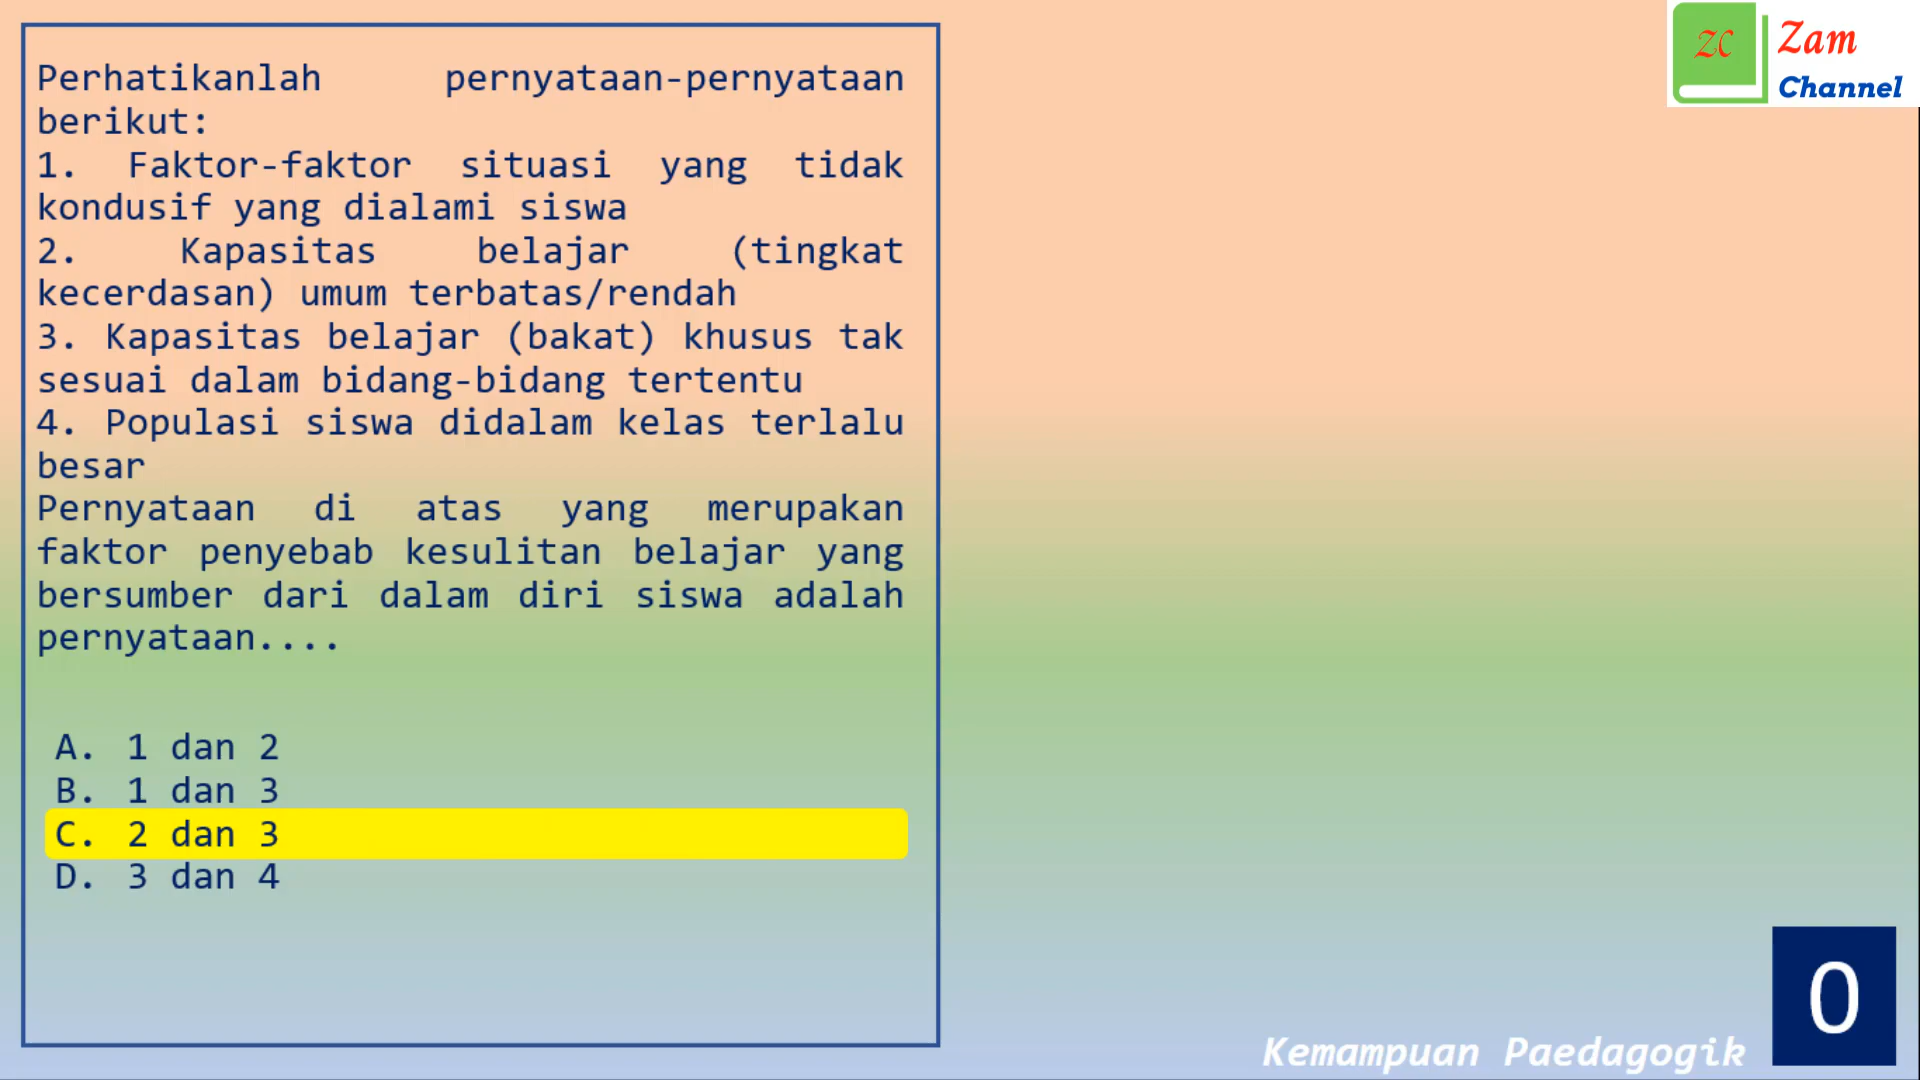 Perhatikanlah pernyataan-pernyataan
berikut:
1. Faktor-faktor situasi yang tidak
kondusif yang dialami siswa
2. Kapasitas belajar (tingkat
kecerdasan) umum terbatas/rendah
3. Kapasitas belajar (bakat) khusus tak
sesuai dalam bidang-bidang tertentu
4. Populasi siswa didalam kelas terlalu
besar
Pernyataan di atas yang merupakan
faktor penyebab kesulitan belajar yang
bersumber dari dalam diri siswa adalah
pernyataan....
A. 1 dan 2
B. 1 dan 3
C. 2 dan 3
D. 3 dan 4
ZC
Zam
Channel
Kemampuan Paedagogik
0